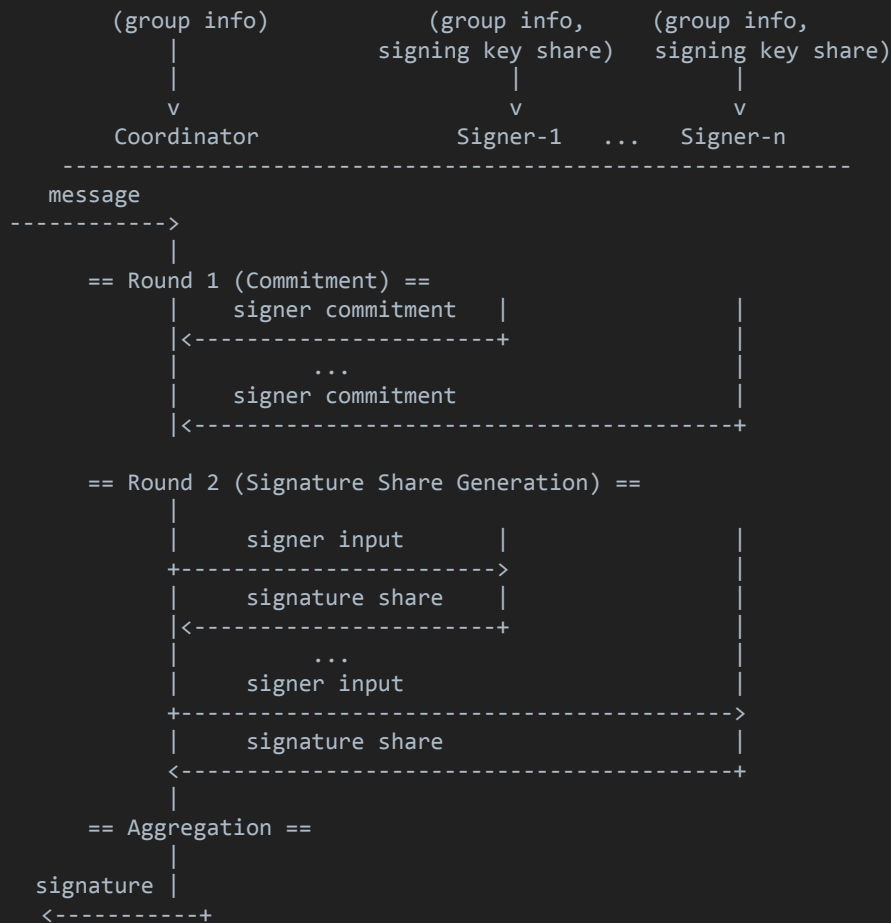 (group info)            (group info,     (group info,
     |               signing key share)   signing key share)
     |                         |                |
     v                         v                v
 Coordinator               Signer-1   ...   Signer-n
------------------------------------------------------------
 message
------------>
     |
== Round 1 (Commitment) ==
     |    signer commitment   |                 |
     |<-----------------------+                 |
     |          ...                             |
     |    signer commitment                     |
     |<-----------------------------------------+
== Round 2 (Signature Share Generation) ==
     |
     |     signer input       |                 |
     +------------------------>                 |
     |     signature share    |                 |
     |<-----------------------+                 |
     |          ...                             |
     |     signer input                         |
     +------------------------------------------>
     |     signature share                      |
     <------------------------------------------+
     |
== Aggregation ==
     |
signature |
<-----------+